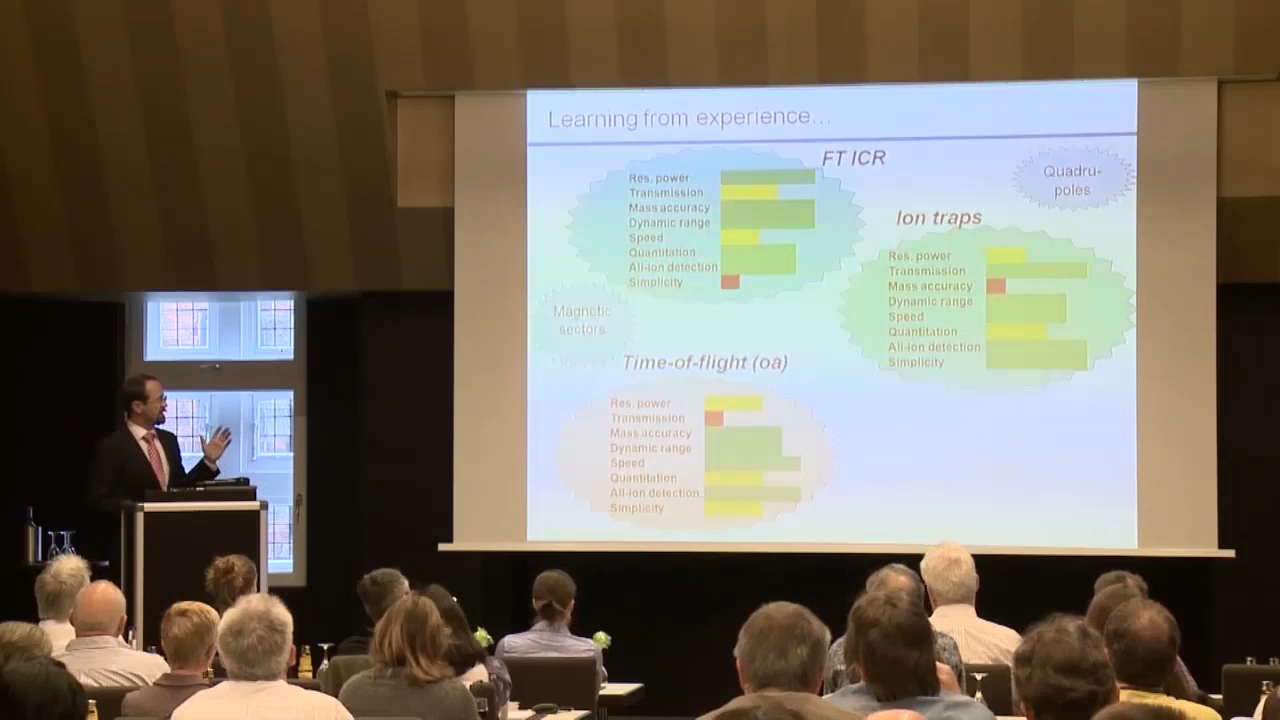 Learning from experience…
FT ICR
Res. power
Transmission
Mass accuracy
Dynamic range
Speed
Quantitation
All-ion detection
Simplicity
Quadru-
poles
Ion traps
Res. power
Transmission
Mass accuracy
Dynamic range
Speed
Quantitation
All-ion detection
Simplicity
Magnetic
sectors
Time-of-flight (oa)
Res. power
Transmission
Mass accuracy
Dynamic range
Speed
Quantitation
All-ion detection
Simplicity